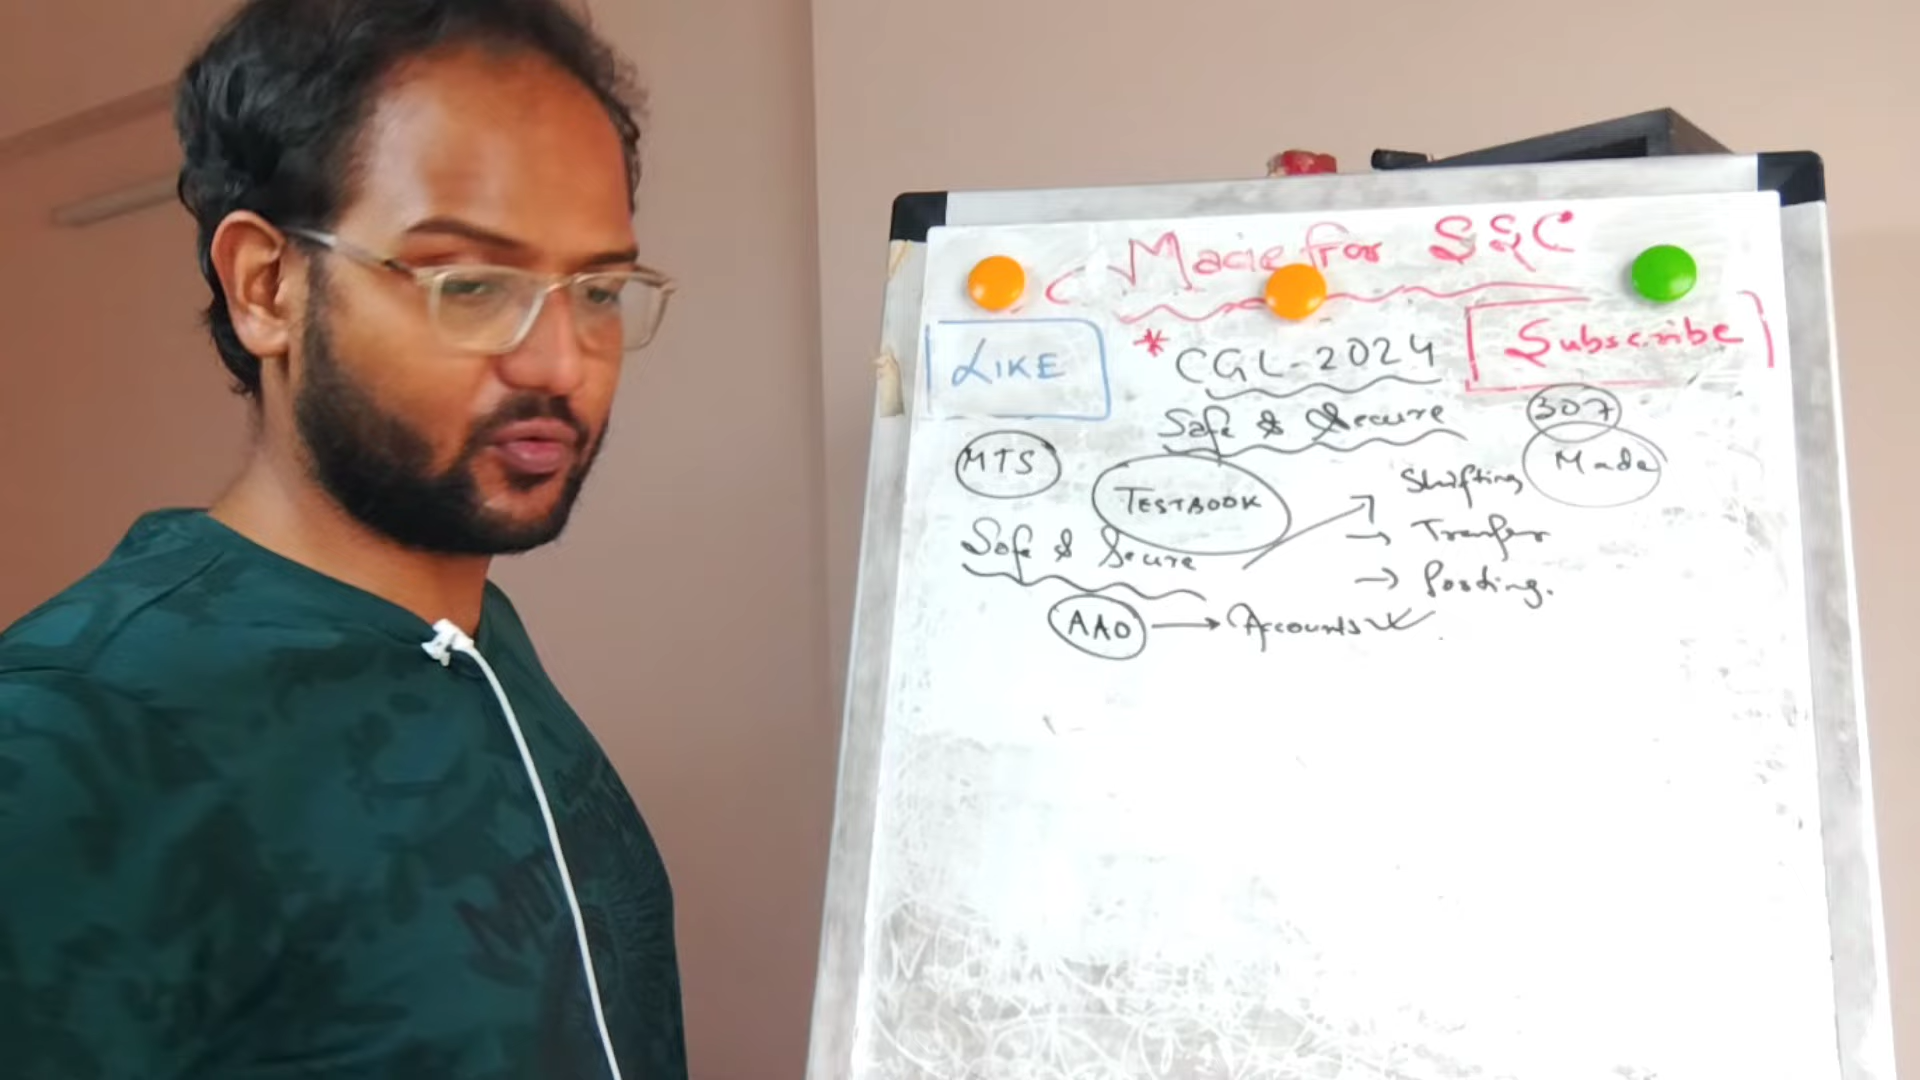 Made for SSC
LIKE
* CGL-2024
Subscribe
Safe & Secure
307
Made
MTS
TESTBOOK
Shifting
Safe & Secure
→ Tranfer
→ Posting.
AAO → Accounts